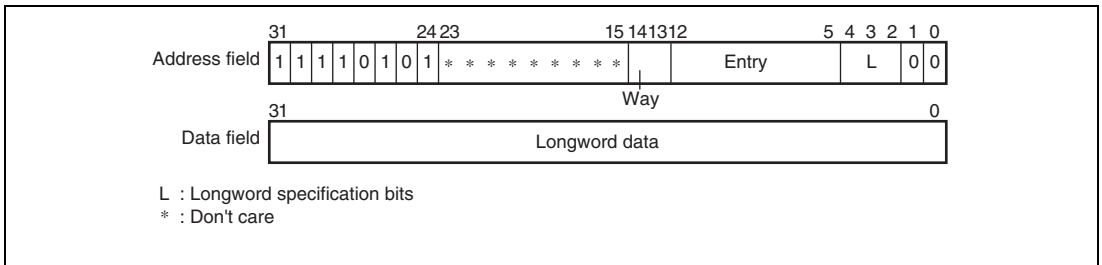 31 24 23 15 14 13 12 5 4 3 2 1 0
Address field 1 1 1 1 0 1 0 1 * * * * * * * * * Entry L 0 0
Way
31 0
Data field Longword data
L : Longword specification bits
* : Don't care